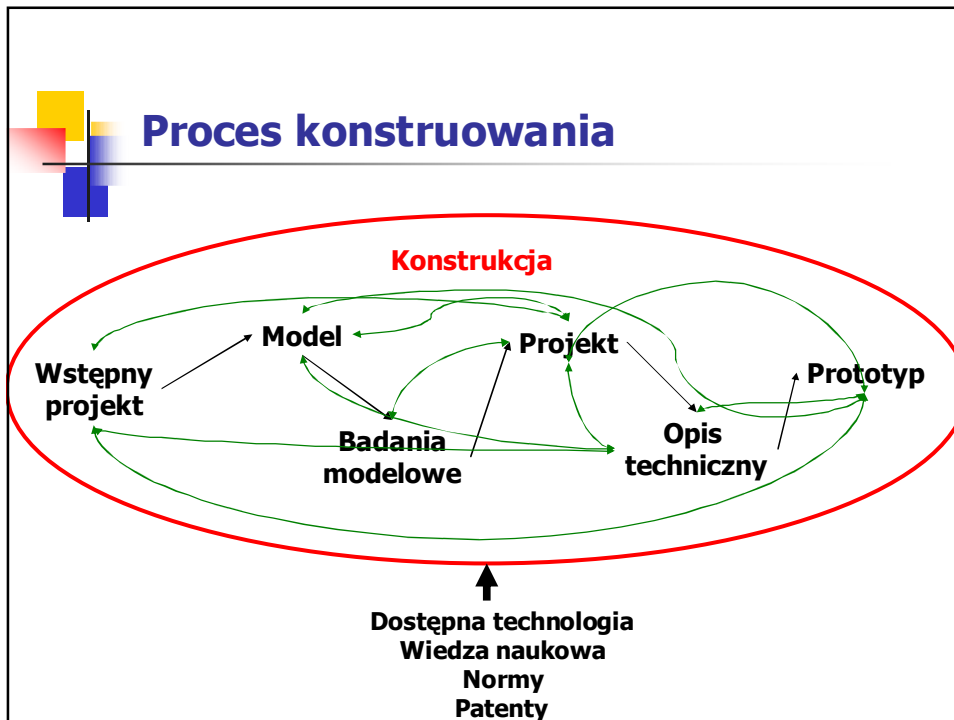 Proces konstruowania
Konstrukcja
Wstępny
projekt
Model
Badania
modelowe
Projekt
Opis
techniczny
Prototyp
Dostępna technologia
Wiedza naukowa
Normy
Patenty